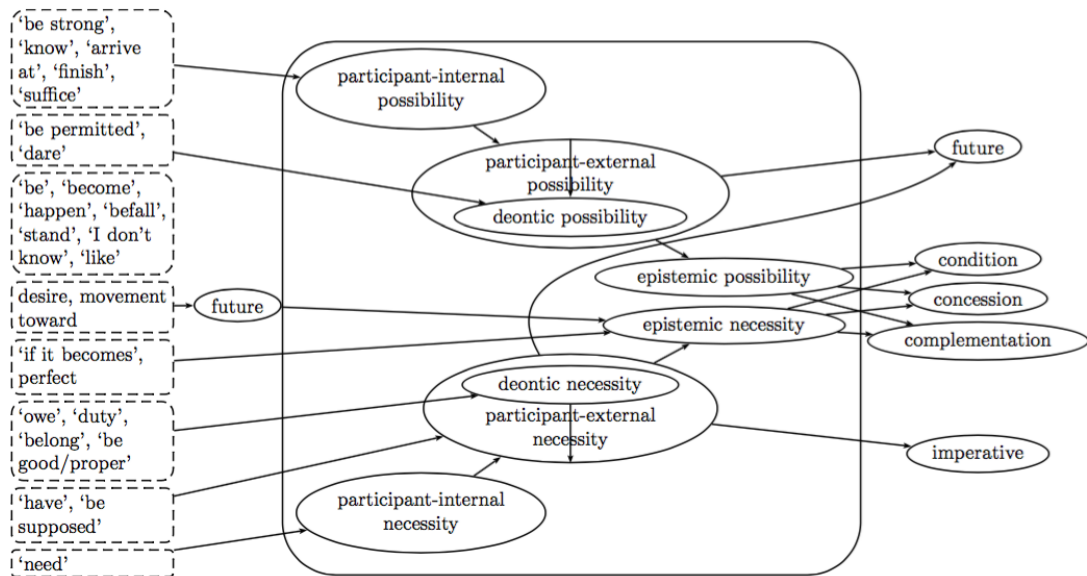 ‘be strong’,
‘know’, ‘arrive
at’, ‘finish’,
‘suffice’
‘be permitted’,
‘dare’
‘be’, ‘become’,
‘happen’, ‘befall’,
‘stand’, ‘I don’t
know’, ‘like’
desire, movement
toward
‘if it becomes’,
perfect
‘owe’, ‘duty’,
‘belong’, ‘be
good/proper’
‘have’, ‘be
supposed’
‘need’
future
participant-internal
possibility
participant-external
possibility
deontic possibility
epistemic possibility
epistemic necessity
deontic necessity
participant-external
necessity
participant-internal
necessity
future
condition
concession
complementation
imperative